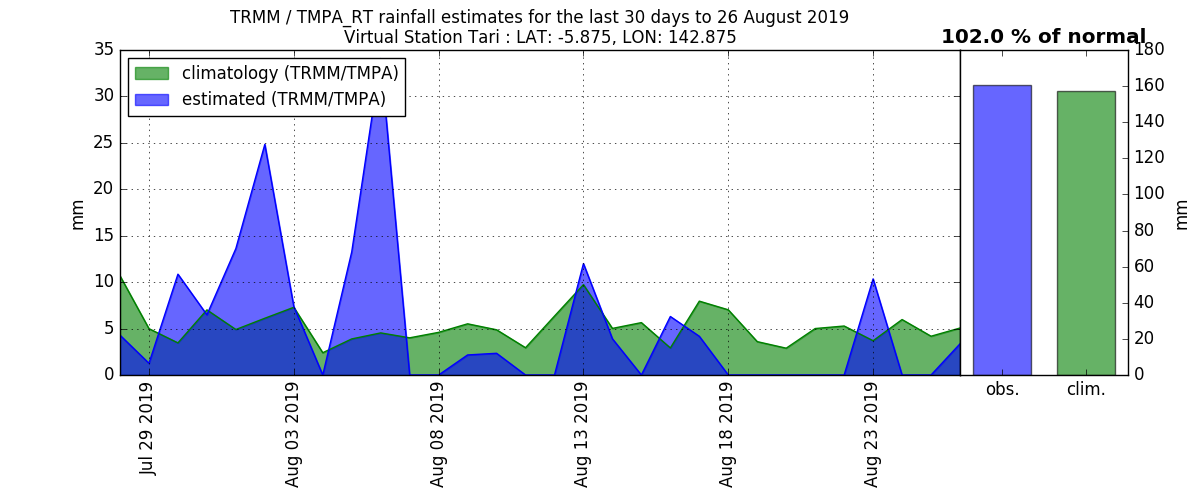 TRMM / TMPA_RT rainfall estimates for the last 30 days to 26 August 2019
Virtual Station Tari : LAT: -5.875, LON: 142.875
102.0 % of normal
climatology (TRMM/TMPA)
estimated (TRMM/TMPA)
35
30
25
20
15
10
5
0
mm
Jul 29 2019
Aug 03 2019
Aug 08 2019
Aug 13 2019
Aug 18 2019
Aug 23 2019
obs.
clim.
180
160
140
120
100
80
60
40
20
0
mm